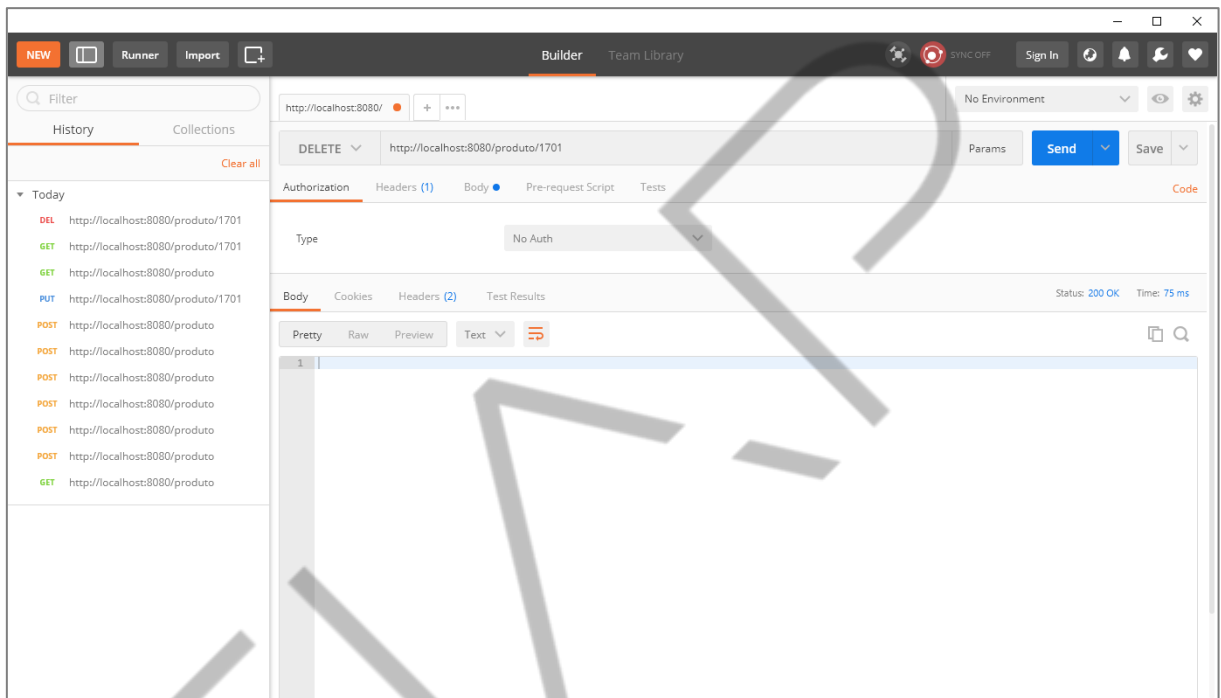 NEW Runner Import Builder Team Library SYNC OFF Sign In
Filter
History Collections
Clear all
Today
DEL http://localhost:8080/produto/1701
GET http://localhost:8080/produto/1701
GET http://localhost:8080/produto
PUT http://localhost:8080/produto/1701
POST http://localhost:8080/produto
POST http://localhost:8080/produto
POST http://localhost:8080/produto
POST http://localhost:8080/produto
POST http://localhost:8080/produto
POST http://localhost:8080/produto
GET http://localhost:8080/produto
http://localhost:8080/ No Environment
DELETE http://localhost:8080/produto/1701 Params Send Save
Authorization Headers (1) Body Pre-request Script Tests Code
Type No Auth
Body Cookies Headers (2) Test Results Status: 200 OK Time: 75 ms
Pretty Raw Preview Text
1